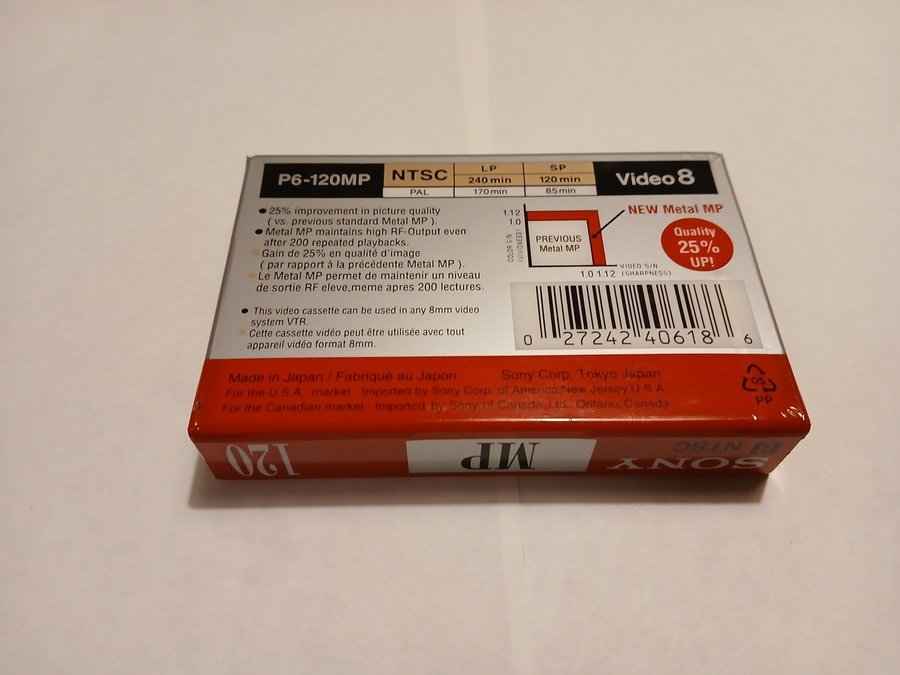 P6-120MP
NTSC LP SP
240 min 120 min
PAL 170 min 85 min
Video 8
● 25% improvement in picture quality
( vs. previous standard Metal MP ).
● Metal MP maintains high RF-Output even
after 200 repeated playbacks.
● Gain de 25% en qualité d'image
( par rapport à la précédente Metal MP ).
● Le Metal MP permet de maintenir un niveau
de sortie RF eleve,meme apres 200 lectures.
● This video cassette can be used in any 8mm video
system VTR.
● Cette cassette vidéo peut être utilisée avec tout
appareil vidéo format 8mm.
1.12
1.0
COLOR S/N
(VIVIDNESS)
PREVIOUS
Metal MP
NEW Metal MP
VIDEO S/N
1.0 1.12 (SHARPNESS)
Quality
25%
UP!
0 27242 40618 6
Made in Japan / Fabriqué au Japon Sony Corp. Tokyo Japan
For the U.S.A. market Imported by Sony Corp. of America,New Jersey U.S.A.
For the Canadian market Imported by Sony of Canada,Ltd. Ontario, Canada
05
PP
SONY 8 NTSC MP 120